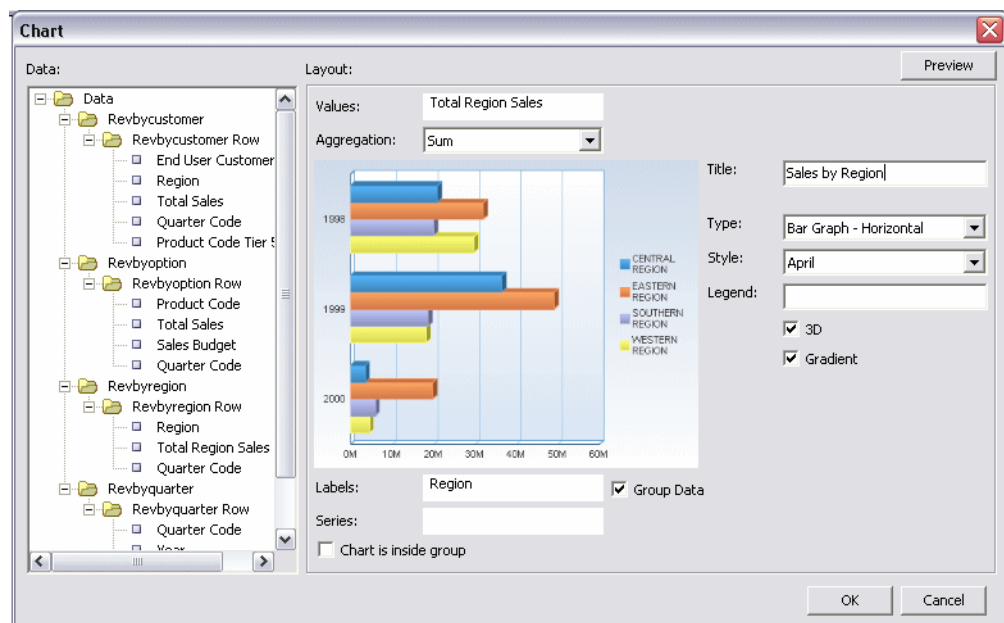 Chart
Data:
Layout:
Preview
Data
Revbycustomer
Revbycustomer Row
End User Customer
Region
Total Sales
Quarter Code
Product Code Tier
Revbyoption
Revbyoption Row
Product Code
Total Sales
Sales Budget
Quarter Code
Revbyregion
Revbyregion Row
Region
Total Region Sales
Quarter Code
Revbyquarter
Revbyquarter Row
Quarter Code
Year
Values:
Total Region Sales
Aggregation:
Sum
1998
1999
2000
0M 10M 20M 30M 40M 50M 60M
CENTRAL
REGION
EASTERN
REGION
SOUTHERN
REGION
WESTERN
REGION
Labels:
Region
Group Data
Series:
Chart is inside group
Title:
Sales by Region
Type:
Bar Graph - Horizontal
Style:
April
Legend:
3D
Gradient
OK
Cancel